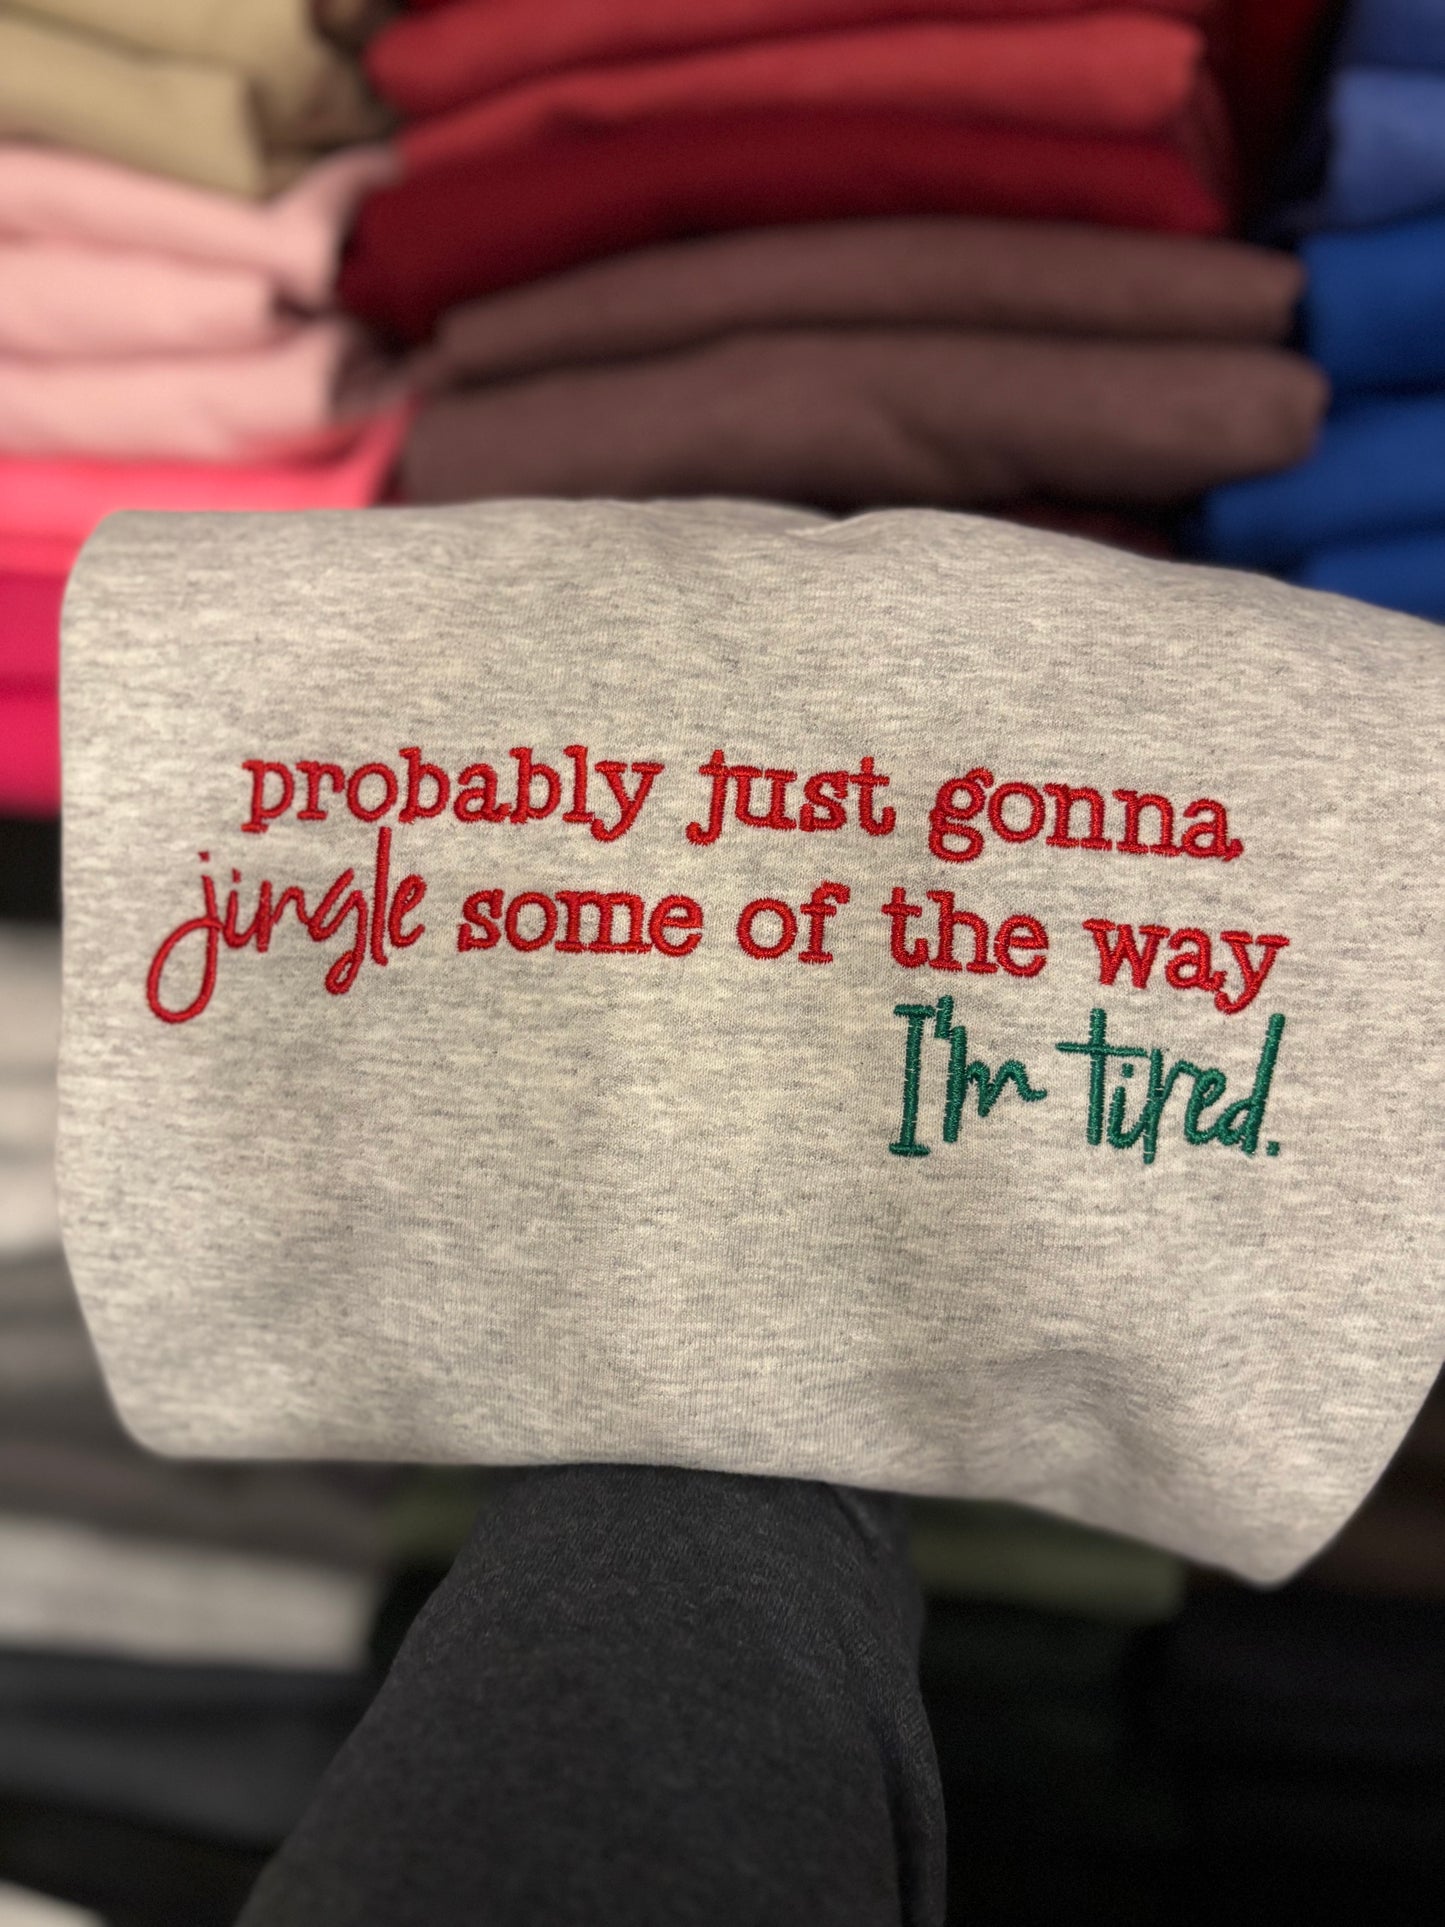 probably just gonna
jingle some of the way
I'm tired.